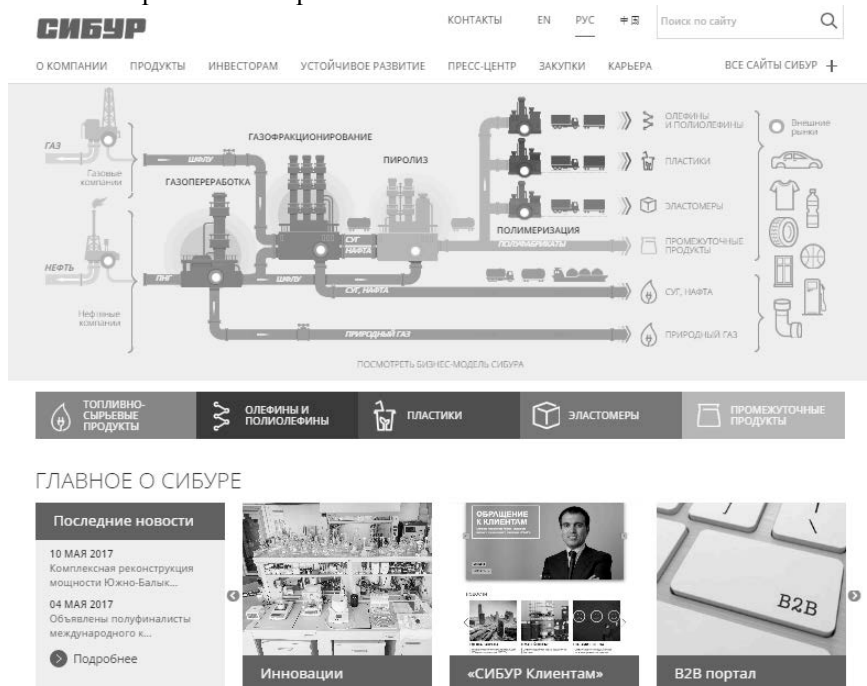 СИБУР
КОНТАКТЫ EN РУС 中国 Поиск по сайту
О КОМПАНИИ ПРОДУКТЫ ИНВЕСТОРАМ УСТОЙЧИВОЕ РАЗВИТИЕ ПРЕСС-ЦЕНТР ЗАКУПКИ КАРЬЕРА ВСЕ САЙТЫ СИБУР +
ГАЗ
Газовые
компании
НЕФТЬ
Нефтяные
компании
ШФЛУ
ПНГ
ГАЗОПЕРЕРАБОТКА
ГАЗОФРАКЦИОНИРОВАНИЕ
ПИРОЛИЗ
ШФЛУ
СУГ
НАФТА
ПОЛИМЕРИЗАЦИЯ
ПОЛУФАБРИКАТЫ
СУГ, НАФТА
ПРИРОДНЫЙ ГАЗ
ОЛЕФИНЫ
И ПОЛИОЛЕФИНЫ
ПЛАСТИКИ
ЭЛАСТОМЕРЫ
ПРОМЕЖУТОЧНЫЕ
ПРОДУКТЫ
СУГ, НАФТА
ПРИРОДНЫЙ ГАЗ
Внешние
рынки
ПОСМОТРЕТЬ БИЗНЕС-МОДЕЛЬ СИБУРА
ТОПЛИВНО-
СЫРЬЕВЫЕ
ПРОДУКТЫ
ОЛЕФИНЫ И
ПОЛИОЛЕФИНЫ
ПЛАСТИКИ
ЭЛАСТОМЕРЫ
ПРОМЕЖУТОЧНЫЕ
ПРОДУКТЫ
ГЛАВНОЕ О СИБУРЕ
Последние новости
10 МАЯ 2017
Комплексная реконструкция
мощности Южно-Балык...
04 МАЯ 2017
Объявлены полуфиналисты
международного к...
Подробнее
Инновации
ОБРАЩЕНИЕ
К КЛИЕНТАМ
«СИБУР Клиентам»
B2B
B2B портал